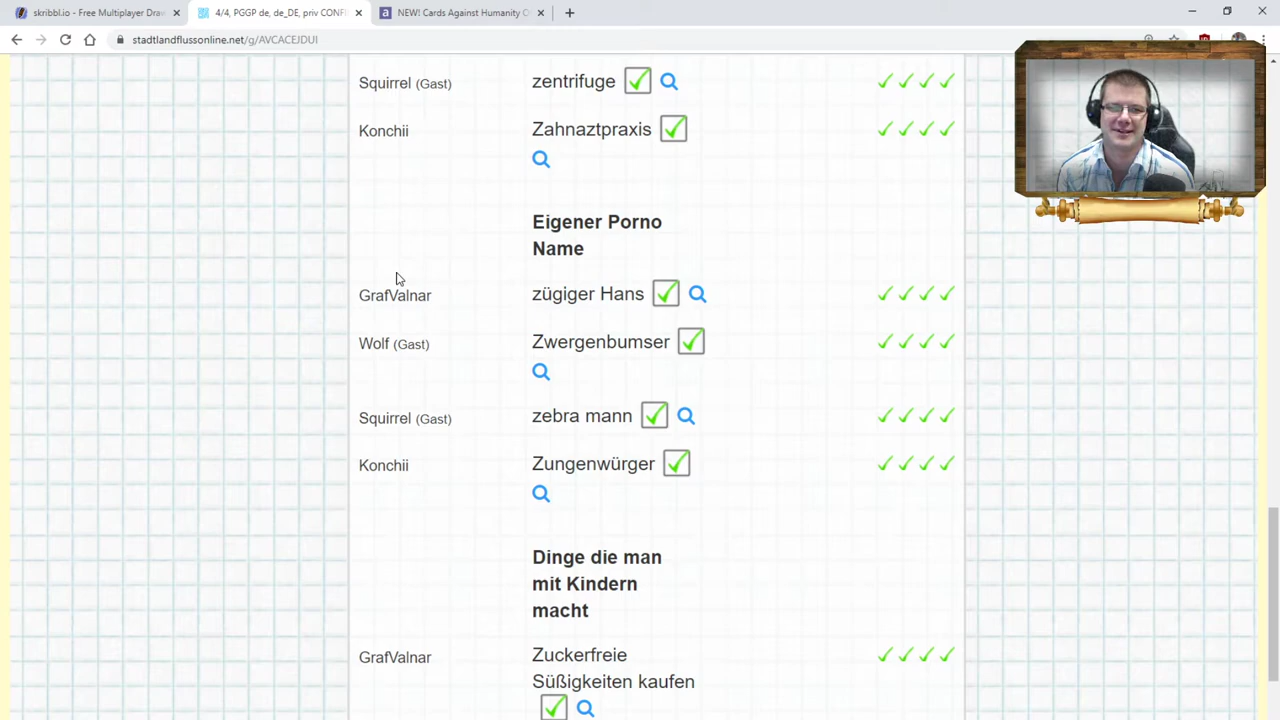 skribbl.io - Free Multiplayer Draw
4/4, PGGP de, de_DE, priv CONFI
NEW! Cards Against Humanity O
stadtlandflussonline.net/g/AVCACEJDUI
Squirrel (Gast) zentrifuge
Konchii Zahnaztpraxis
Eigener Porno
Name
GrafValnar zügiger Hans
Wolf (Gast) Zwergenbumser
Squirrel (Gast) zebra mann
Konchii Zungenwürger
Dinge die man
mit Kindern
macht
GrafValnar Zuckerfreie
Süßigkeiten kaufen